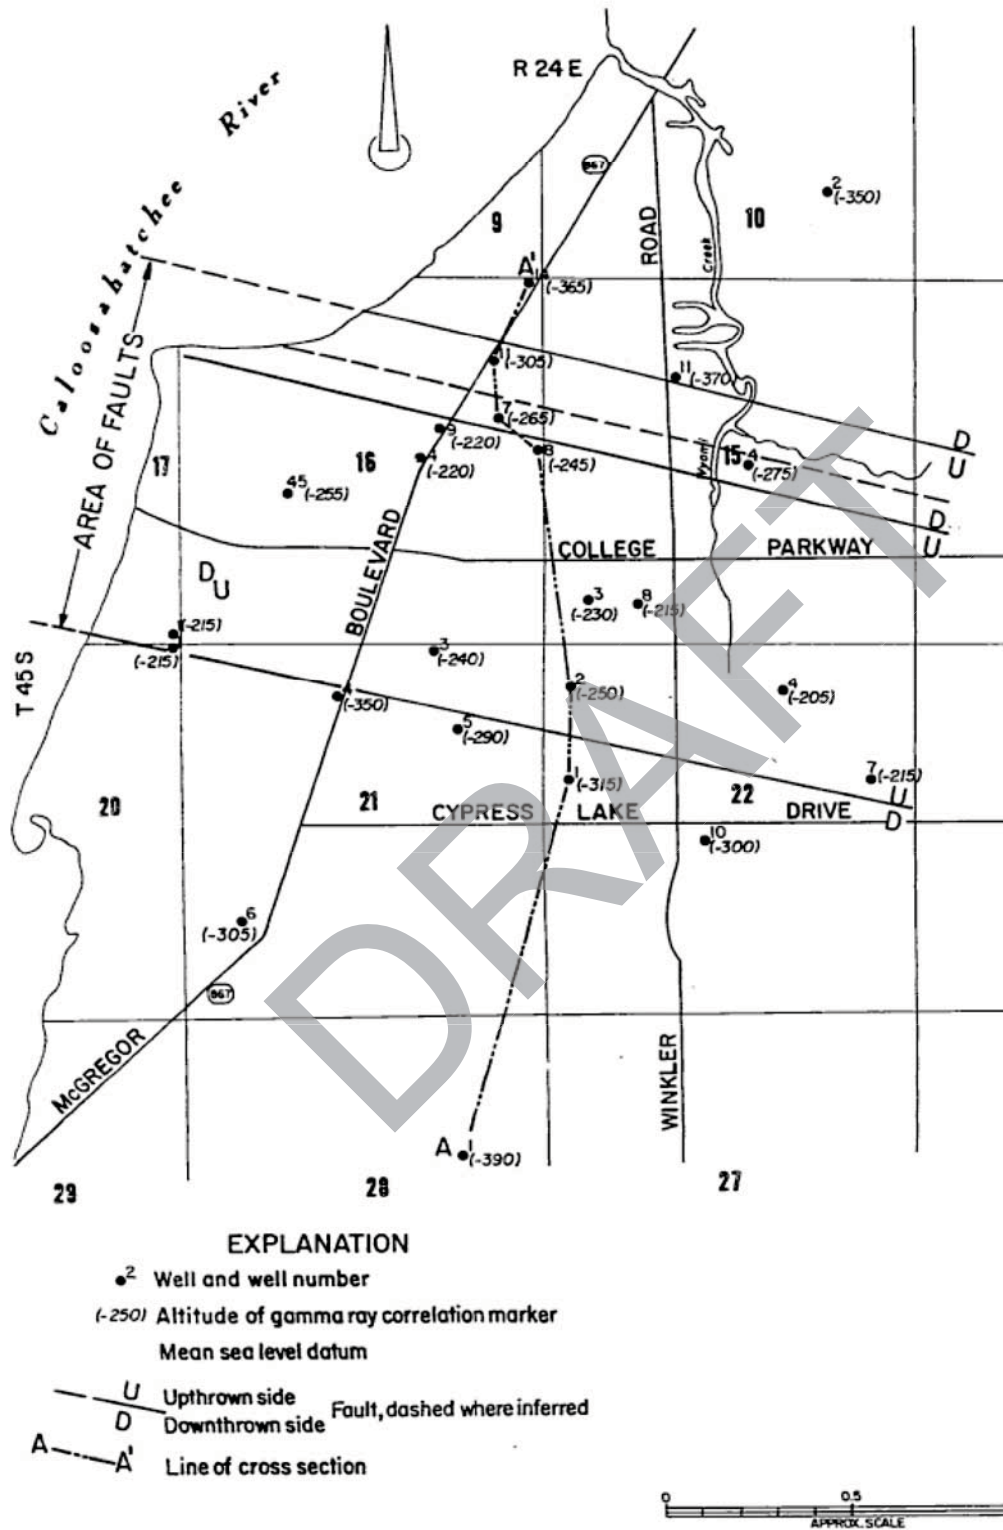 R 24 E
Caloosahatchee River
867
9
10
2
(-350)
ROAD
Creek
A'
(-365)
1
(-305)
11
(-370)
7
(-265)
9
(-220)
4
(-220)
8
(-245)
15
4
(-275)
D
U
D
U
AREA OF FAULTS
17
16
45
(-255)
BOULEVARD
COLLEGE PARKWAY
D
U
3
(-230)
8
(-215)
(-215)
(-215)
3
(-240)
T 45 S
4
(-350)
2
(-250)
4
(-205)
5
(-290)
1
(-315)
7
(-215)
U
D
20
21
22
CYPRESS LAKE DRIVE
10
(-300)
6
(-305)
867
McGREGOR
WINKLER
A
1
(-390)
29
28
27
DRAFT
EXPLANATION
2 Well and well number
(-250) Altitude of gamma ray correlation marker
Mean sea level datum
U Upthrown side
D Downthrown side
Fault, dashed where inferred
A A' Line of cross section
0 0.5
APPROX. SCALE